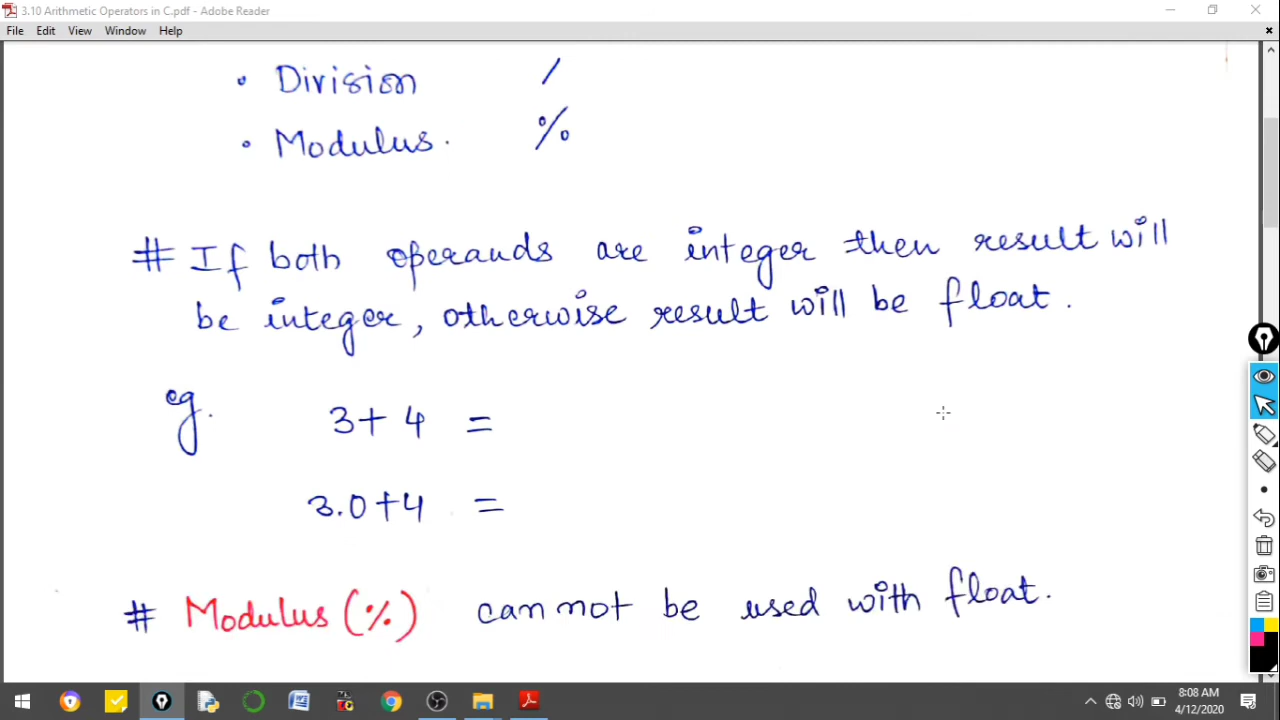 3.10 Arithmetic Operators in C.pdf - Adobe Reader
File Edit View Window Help
• Division /
• Modulus. %
# If both operands are integer then result will
be integer, otherwise result will be float.
eg. 3+ 4 =
3.0+4 =
# Modulus (%) can not be used with float.
8:08 AM
4/12/2020